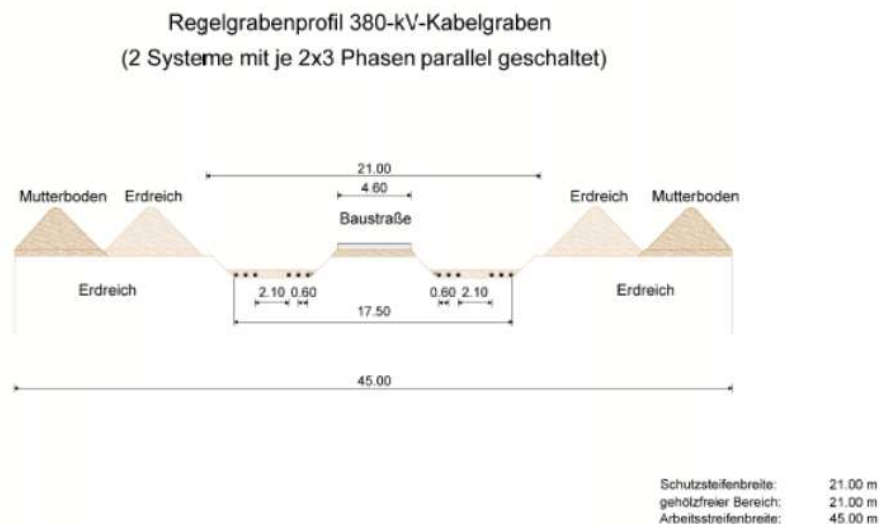 Regelgrabenprofil 380-kV-Kabelgraben
(2 Systeme mit je 2x3 Phasen parallel geschaltet)
21.00
4.60
Mutterboden Erdreich Baustraße Erdreich Mutterboden
Erdreich 2.10 0.60 0.60 2.10 Erdreich
17.50
45.00
Schutzsteifenbreite: 21.00 m
gehölzfreier Bereich: 21.00 m
Arbeitsstreifenbreite: 45.00 m